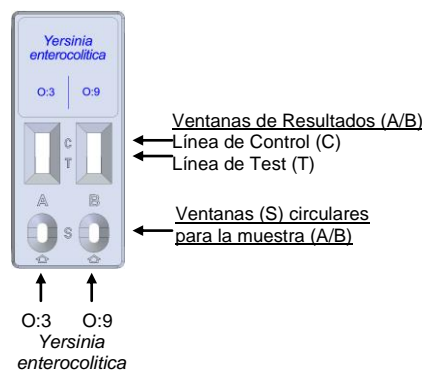 Yersinia
enterocolitica
O:3 O:9
Ventanas de Resultados (A/B)
C Línea de Control (C)
T Línea de Test (T)
A B
S
Ventanas (S) circulares
para la muestra (A/B)
O:3 O:9
Yersinia
enterocolitica